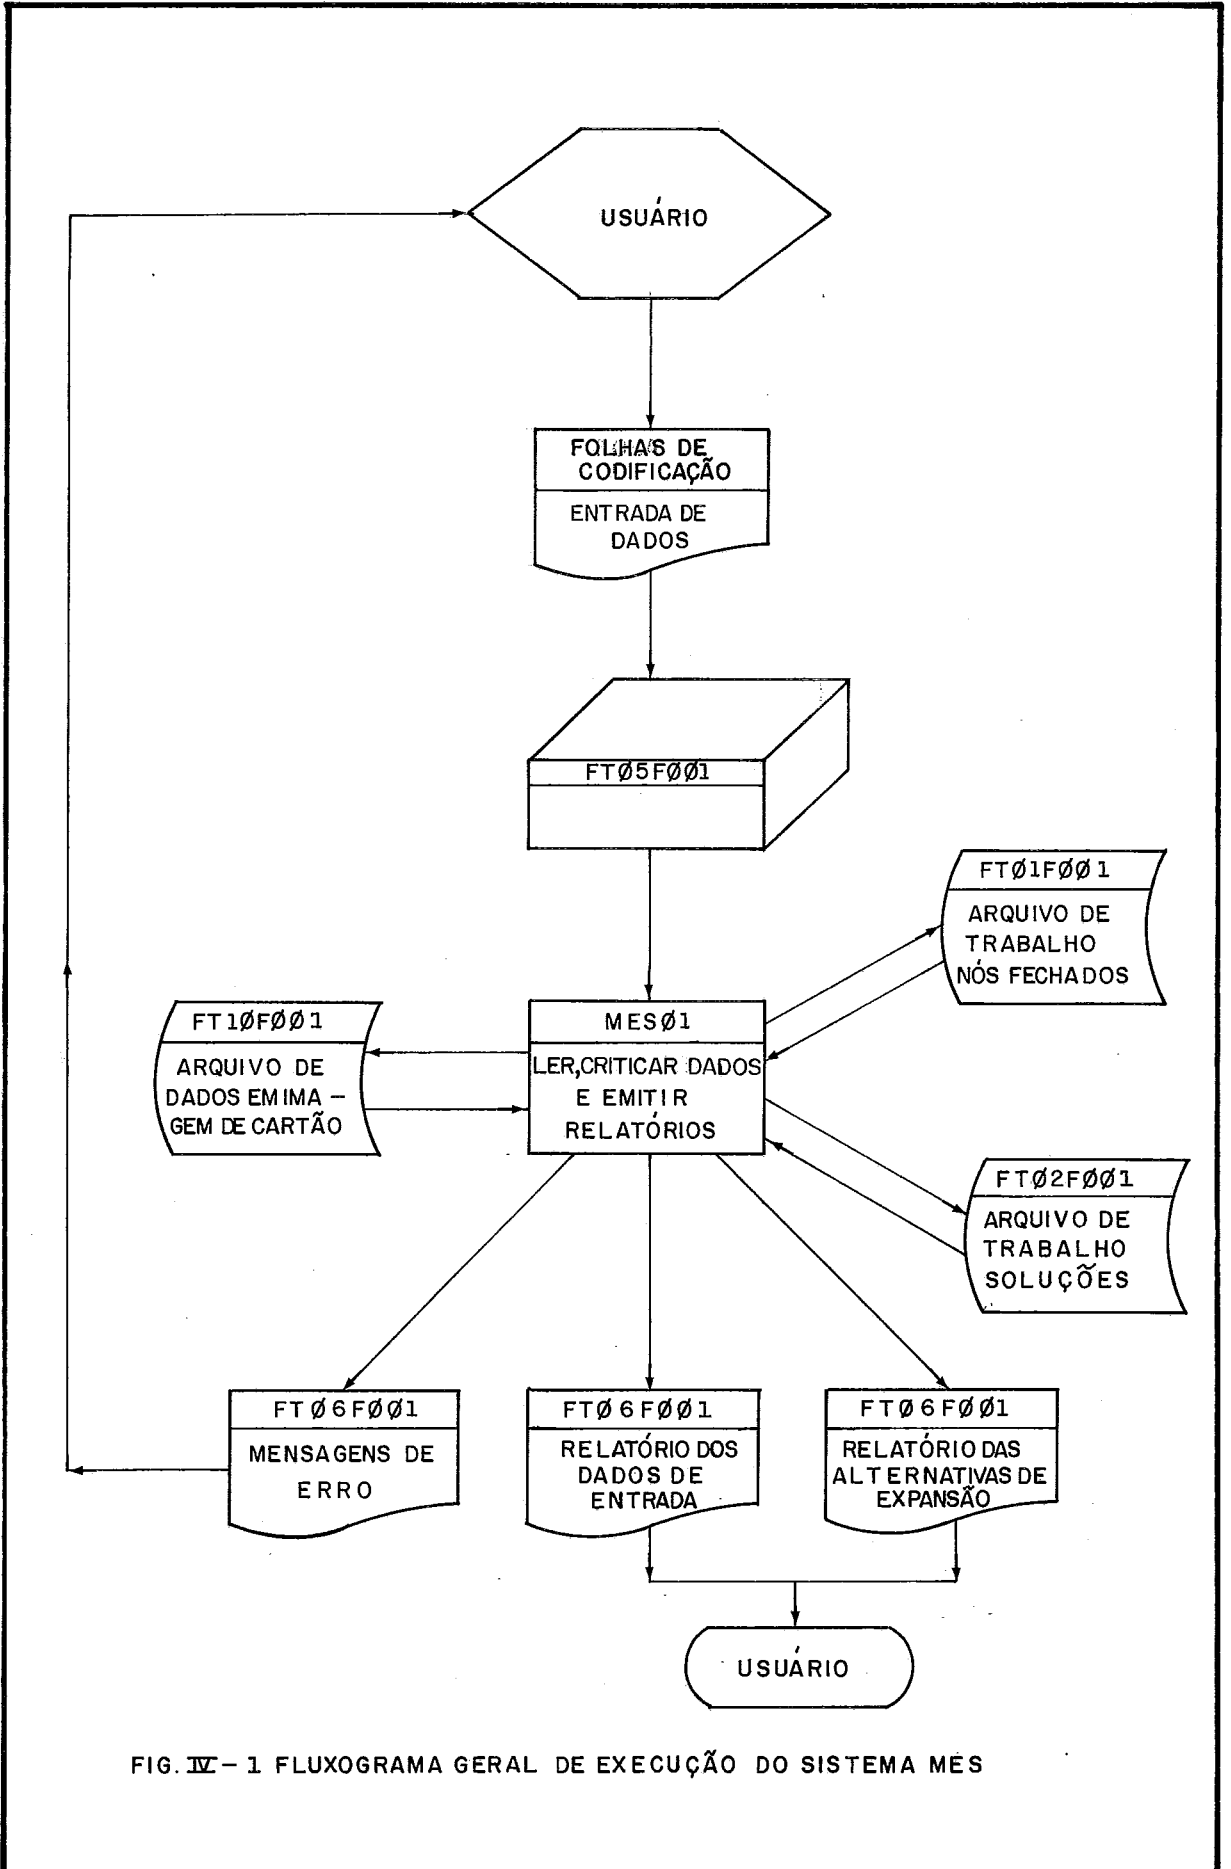 USUÁRIO
FOLHAS DE
CODIFICAÇÃO
ENTRADA DE
DADOS
FTØ5FØØ1
FTØ1FØØ1
ARQUIVO DE
TRABALHO
NÓS FECHADOS
FT1ØFØØ1
ARQUIVO DE
DADOS EM IMA –
GEM DE CARTÃO
MESØ1
LER,CRITICAR DADOS
E EMITIR
RELATÓRIOS
FTØ2FØØ1
ARQUIVO DE
TRABALHO
SOLUÇÕES
FTØ6FØØ1
MENSAGENS DE
ERRO
FTØ6FØØ1
RELATÓRIO DOS
DADOS DE
ENTRADA
FTØ6FØØ1
RELATÓRIO DAS
ALTERNATIVAS DE
EXPANSÃO
USUÁRIO
FIG. IV – 1 FLUXOGRAMA GERAL DE EXECUÇÃO DO SISTEMA MES